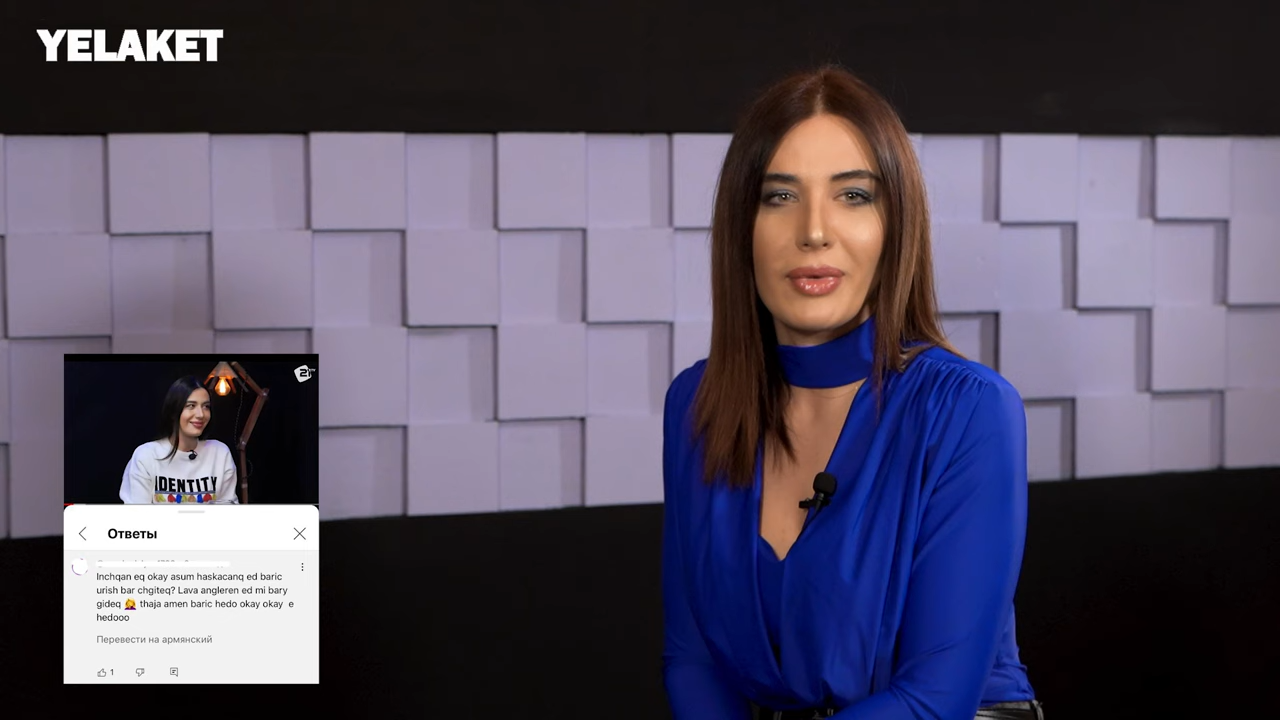 YELAKET
IDENTITY
Ответы
Inchqan eq okay asum haskacanq ed baric
urish bar chgiteq? Lava angleren ed mi bary
gideq 🤦‍♀️ thaja amen baric hedo okay okay e
hedooo
Перевести на армянский
1